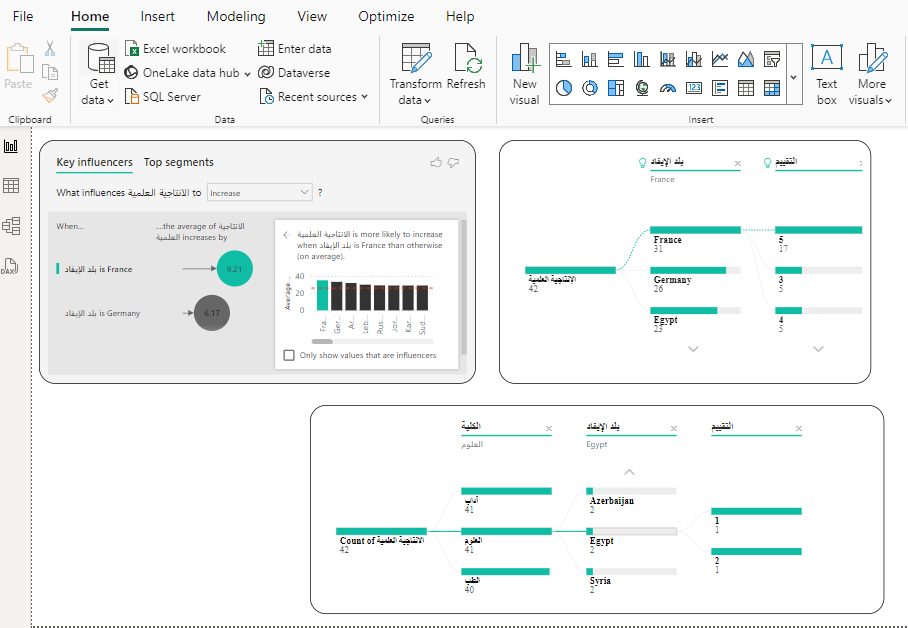 File Home Insert Modeling View Optimize Help
Paste
Clipboard
Get data
Excel workbook
OneLake data hub
SQL Server
Enter data
Dataverse
Recent sources
Data
Transform data
Refresh
Queries
New visual
123
Insert
A
Text box
More visuals
DAX
Key influencers Top segments
What influences الانتاجية العلمية to Increase ?
When...
....the average of الانتاجية
العلمية increases by
بلد الإيفاد is France
9.21
بلد الإيفاد is Germany
6.17
الانتاجية العلمية is more likely to increase
when بلد الإيفاد is France than otherwise
(on average).
Average ..
40
20
0
Fra...
Ger...
Ar...
Leb...
Rus...
Jor...
Kar...
Sud...
Only show values that are influencers
بلد الإيفاد
France
التقييم
الانتاجية العلمية
42
France
31
Germany
26
Egypt
23
5
17
3
5
4
5
الكلية
العلوم
بلد الإيفاد
Egypt
التقييم
Count of الانتاجية العلمية
42
آداب
41
العلوم
41
الطب
40
Azerbaijan
2
Egypt
2
Syria
2
1
1
2
1